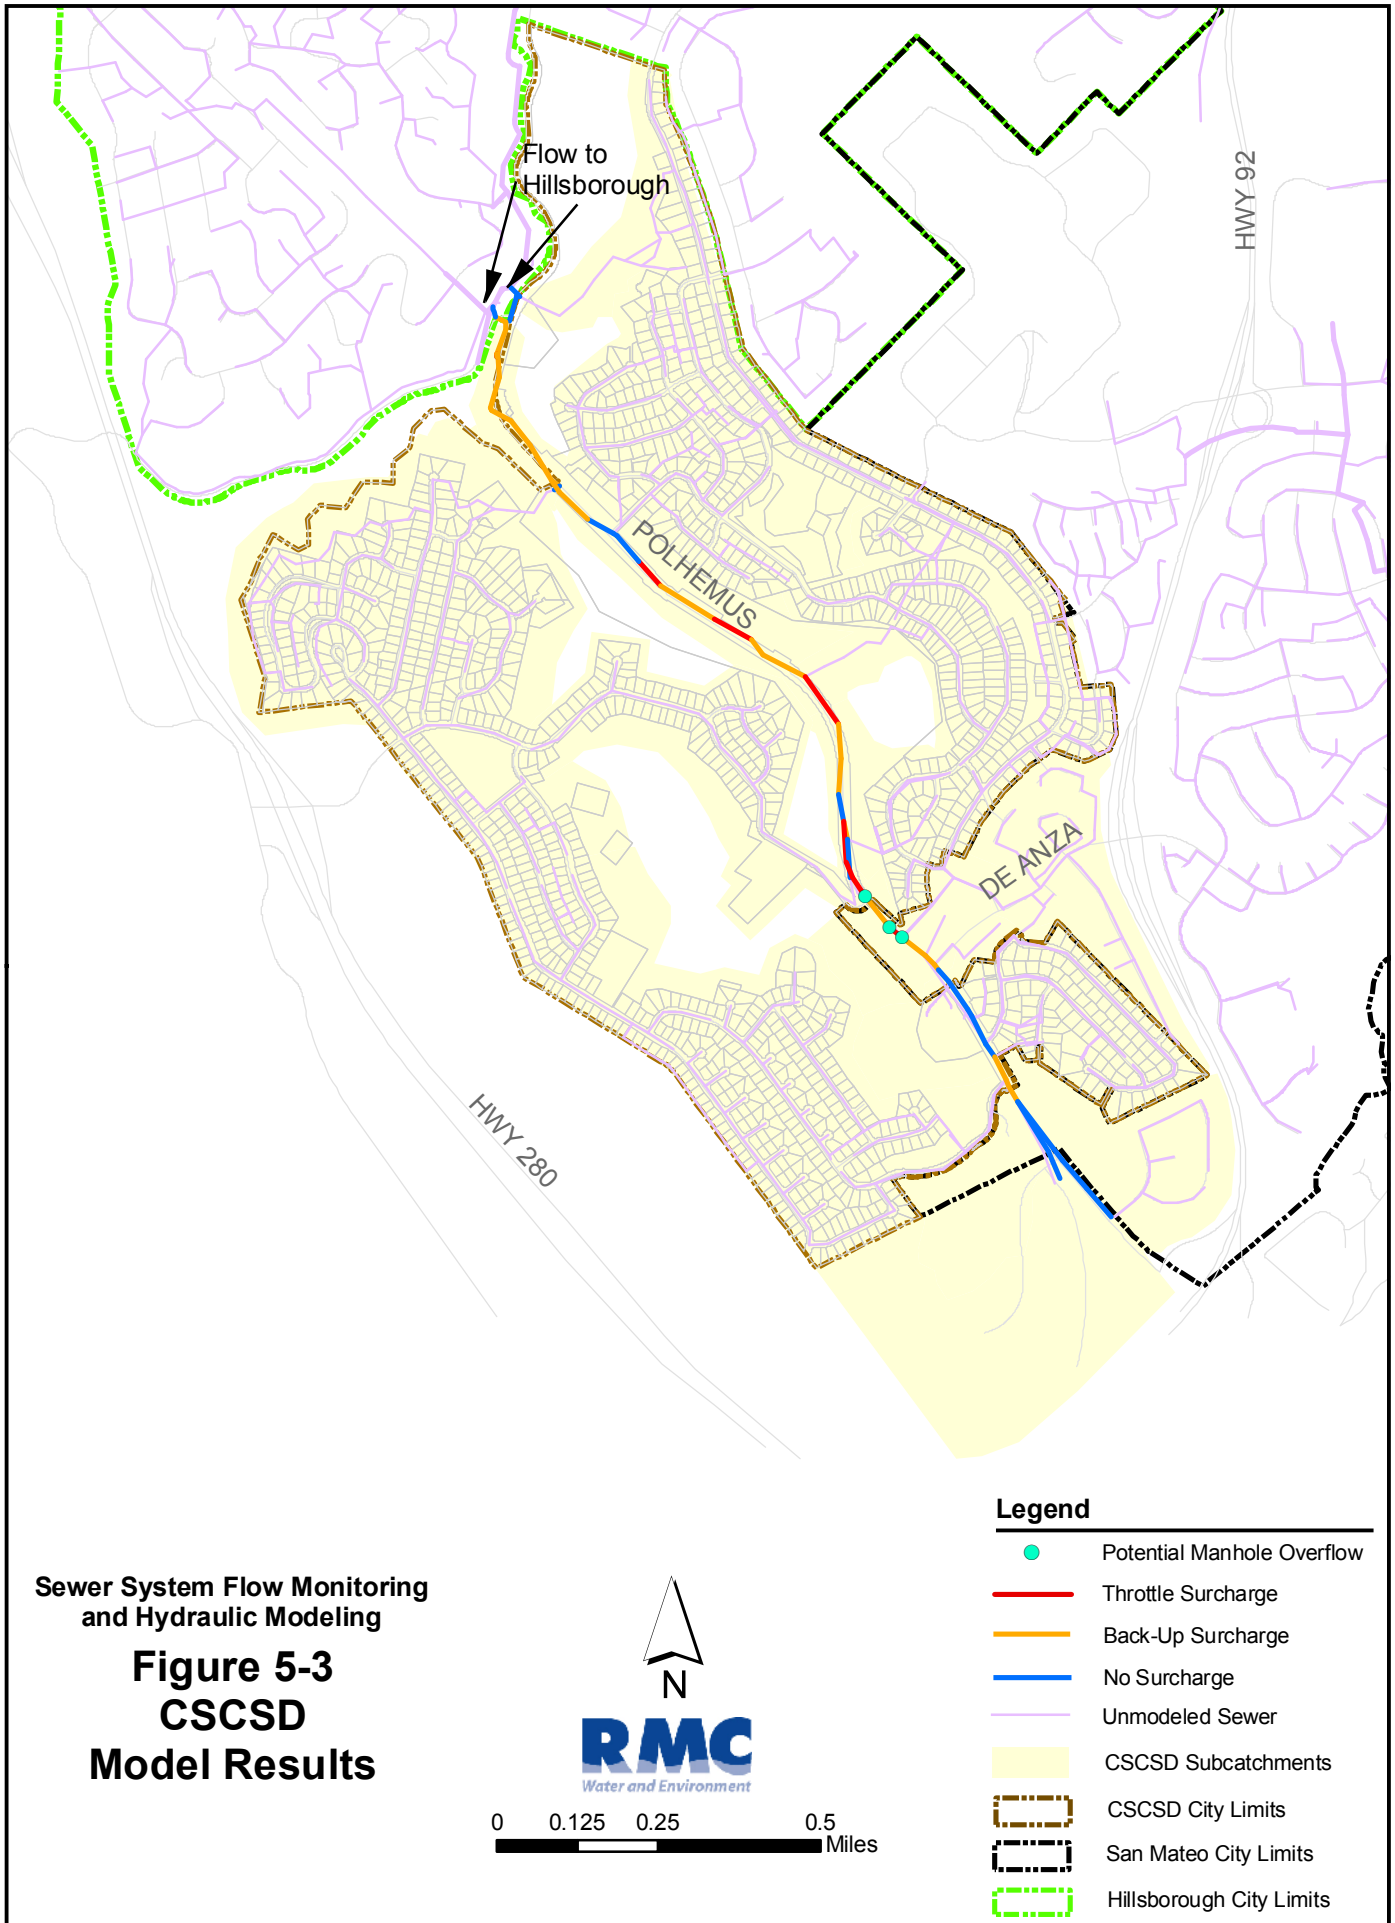 Flow to
Hillsborough
HWY 92
POLHEMUS
DE ANZA
HWY 280
Legend
Potential Manhole Overflow
Throttle Surcharge
Back-Up Surcharge
No Surcharge
Unmodeled Sewer
CSCSD Subcatchments
CSCSD City Limits
San Mateo City Limits
Hillsborough City Limits
Sewer System Flow Monitoring
and Hydraulic Modeling
Figure 5-3
CSCSD
Model Results
N
RMC
Water and Environment
0 0.125 0.25 0.5
Miles